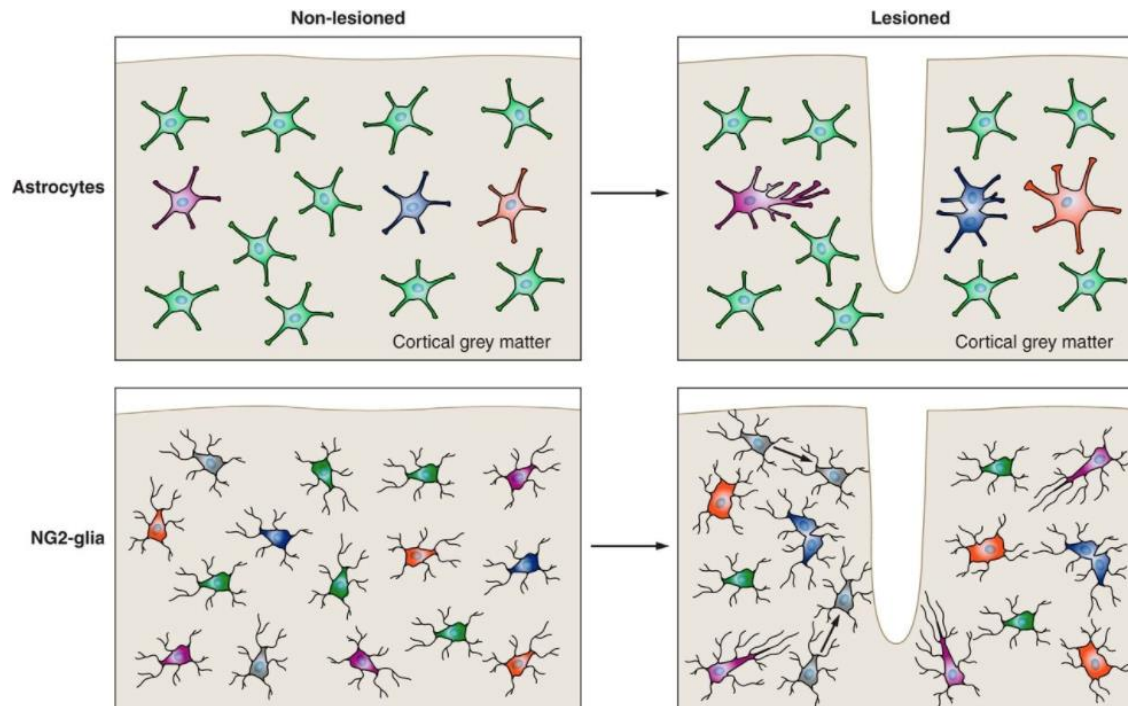 Non-lesioned
Lesioned
Astrocytes
Cortical grey matter
Cortical grey matter
NG2-glia